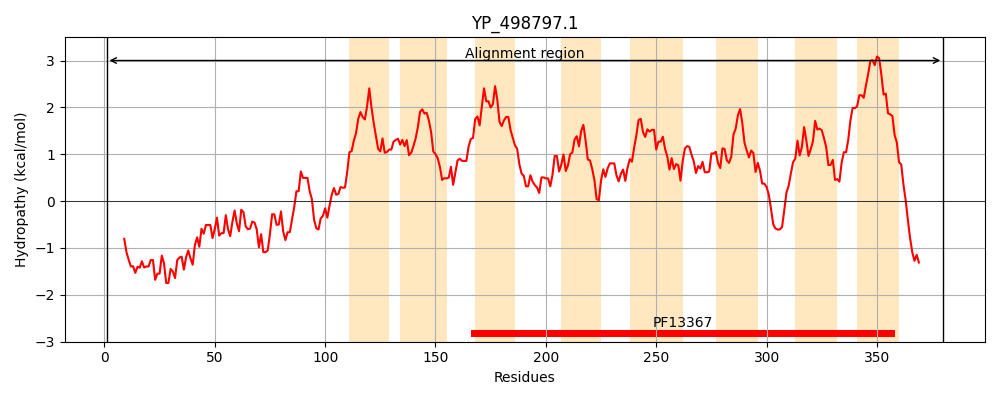 YP_498797.1
Alignment region
Hydropathy (kcal/mol)
3
2
1
0
−1
−2
−3
PF13367
0 50 100 150 200 250 300 350
Residues